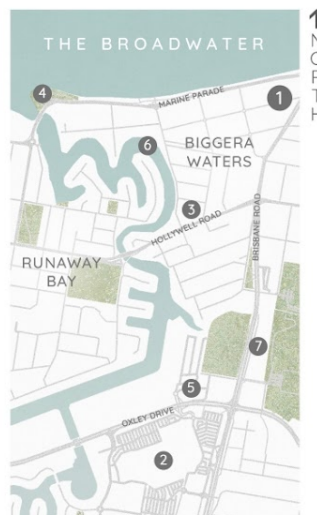 THE BROADWATER
4
MARINE PARADE
1
6
BIGGERA
WATERS
3
HOLLYWELL ROAD
BRISBANE ROAD
RUNAWAY
BAY
7
5
OXLEY DRIVE
2